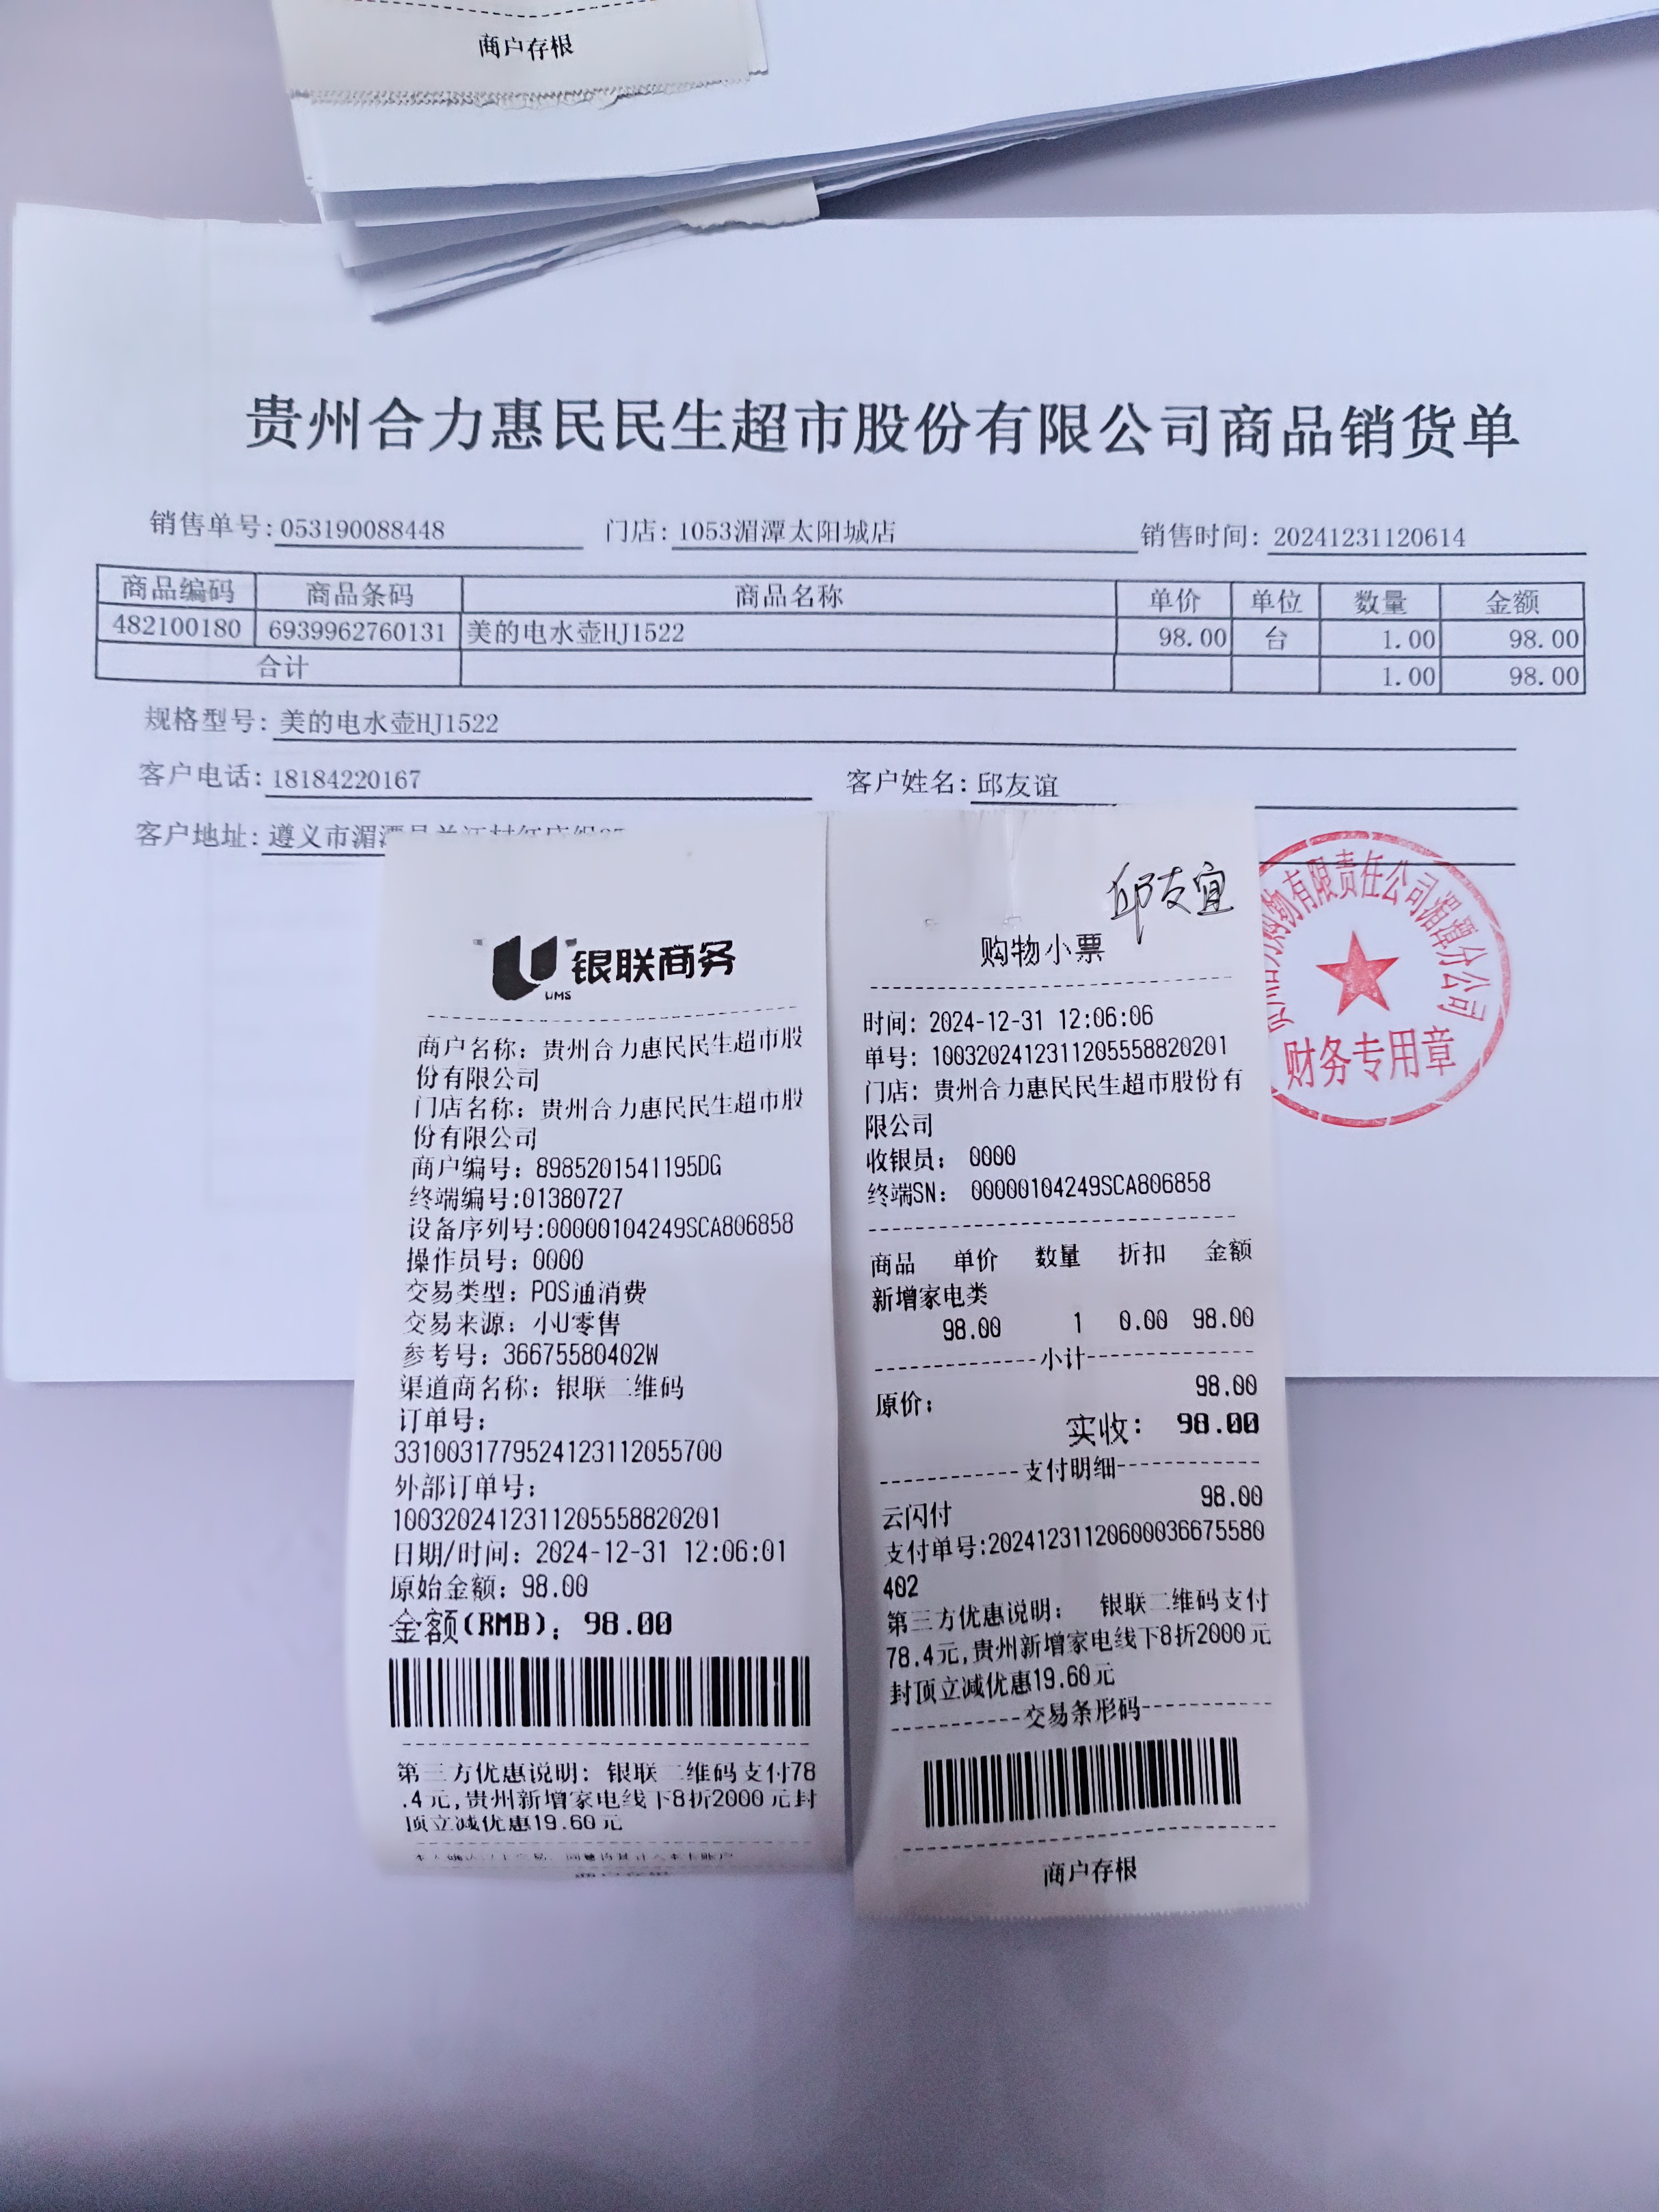 商户存根
贵州合力惠民民生超市股份有限公司商品销货单
销售单号: 053190088448 门店: 1053湄潭太阳城店 销售时间: 20241231120614
商品编码 商品条码 商品名称 单价 单位 数量 金额
482100180 6939962760131 美的电水壶HJ1522 98.00 台 1.00 98.00
合计 1.00 98.00
规格型号: 美的电水壶HJ1522
客户电话: 18184220167 客户姓名: 邱友谊
客户地址: 遵义市湄潭
银联商务
UMS
商户名称: 贵州合力惠民民生超市股
份有限公司
门店名称: 贵州合力惠民民生超市股
份有限公司
商户编号: 8985201541195DG
终端编号:01380727
设备序列号:00000104249SCA806858
操作员号: 0000
交易类型: POS通消费
交易来源: 小U零售
参考号: 36675580402W
渠道商名称: 银联二维码
订单号:
3310031779524123112055700
外部订单号:
1003202412311205558820201
日期/时间: 2024-12-31 12:06:01
原始金额: 98.00
金额(RMB): 98.00
第三方优惠说明: 银联二维码支付78
.4元,贵州新增家电线下8折2000元封
顶立减优惠19.60元
邱友宜
购物小票
时间: 2024-12-31 12:06:06
单号: 1003202412311205558820201
门店: 贵州合力惠民民生超市股份有
限公司
收银员: 0000
终端SN: 00000104249SCA806858
商品 单价 数量 折扣 金额
新增家电类
98.00 1 0.00 98.00
小计
原价: 98.00
实收: 98.00
支付明细
云闪付 98.00
支付单号:20241231120600036675580
402
第三方优惠说明: 银联二维码支付
78.4元,贵州新增家电线下8折2000元
封顶立减优惠19.60元
交易条形码
商户存根
购物有限责任公司湄潭分公司
财务专用章